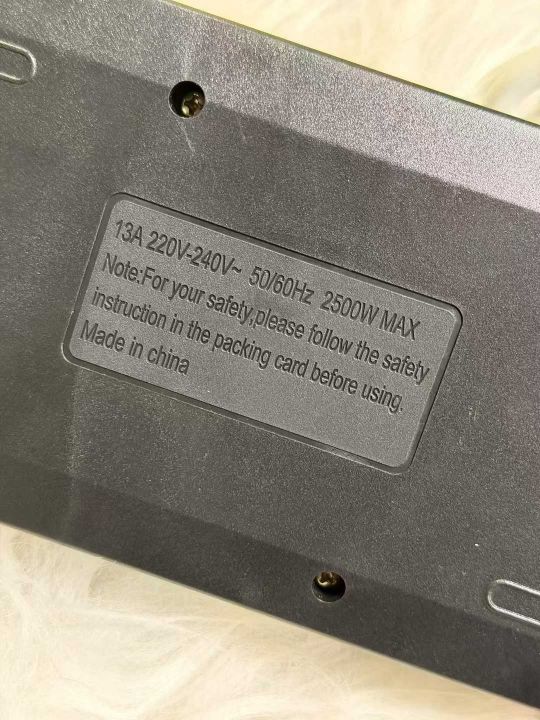 13A 220V-240V~ 50/60Hz 2500W MAX
Note:For your safety,please follow the safety
instruction in the packing card before using.
Made in china